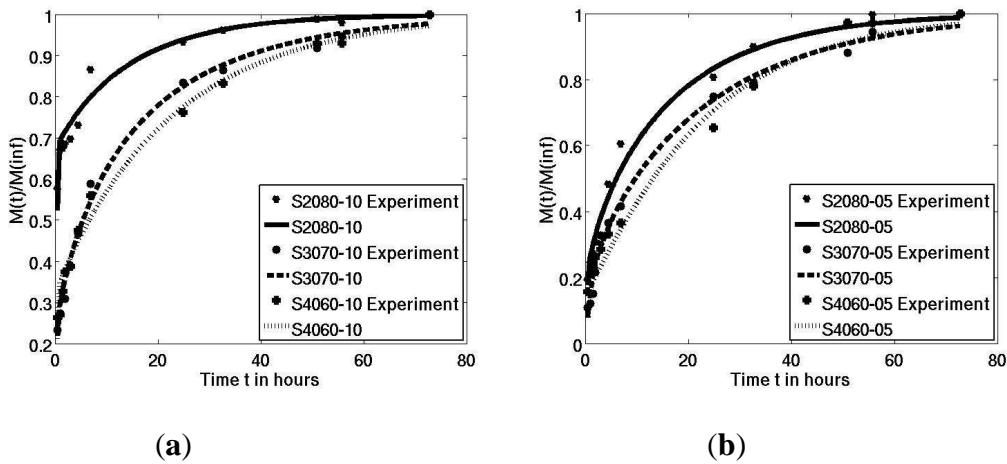 1
0.9
0.8
0.7
0.6
0.5
0.4
0.3
0.2
M(t)/M(inf)
0 20 40 60 80
Time t in hours
S2080-10 Experiment
S2080-10
S3070-10 Experiment
S3070-10
S4060-10 Experiment
S4060-10
(a)
1
0.8
0.6
0.4
0.2
0
M(t)/M(inf)
0 20 40 60 80
Time t in hours
S2080-05 Experiment
S2080-05
S3070-05 Experiment
S3070-05
S4060-05 Experiment
S4060-05
(b)